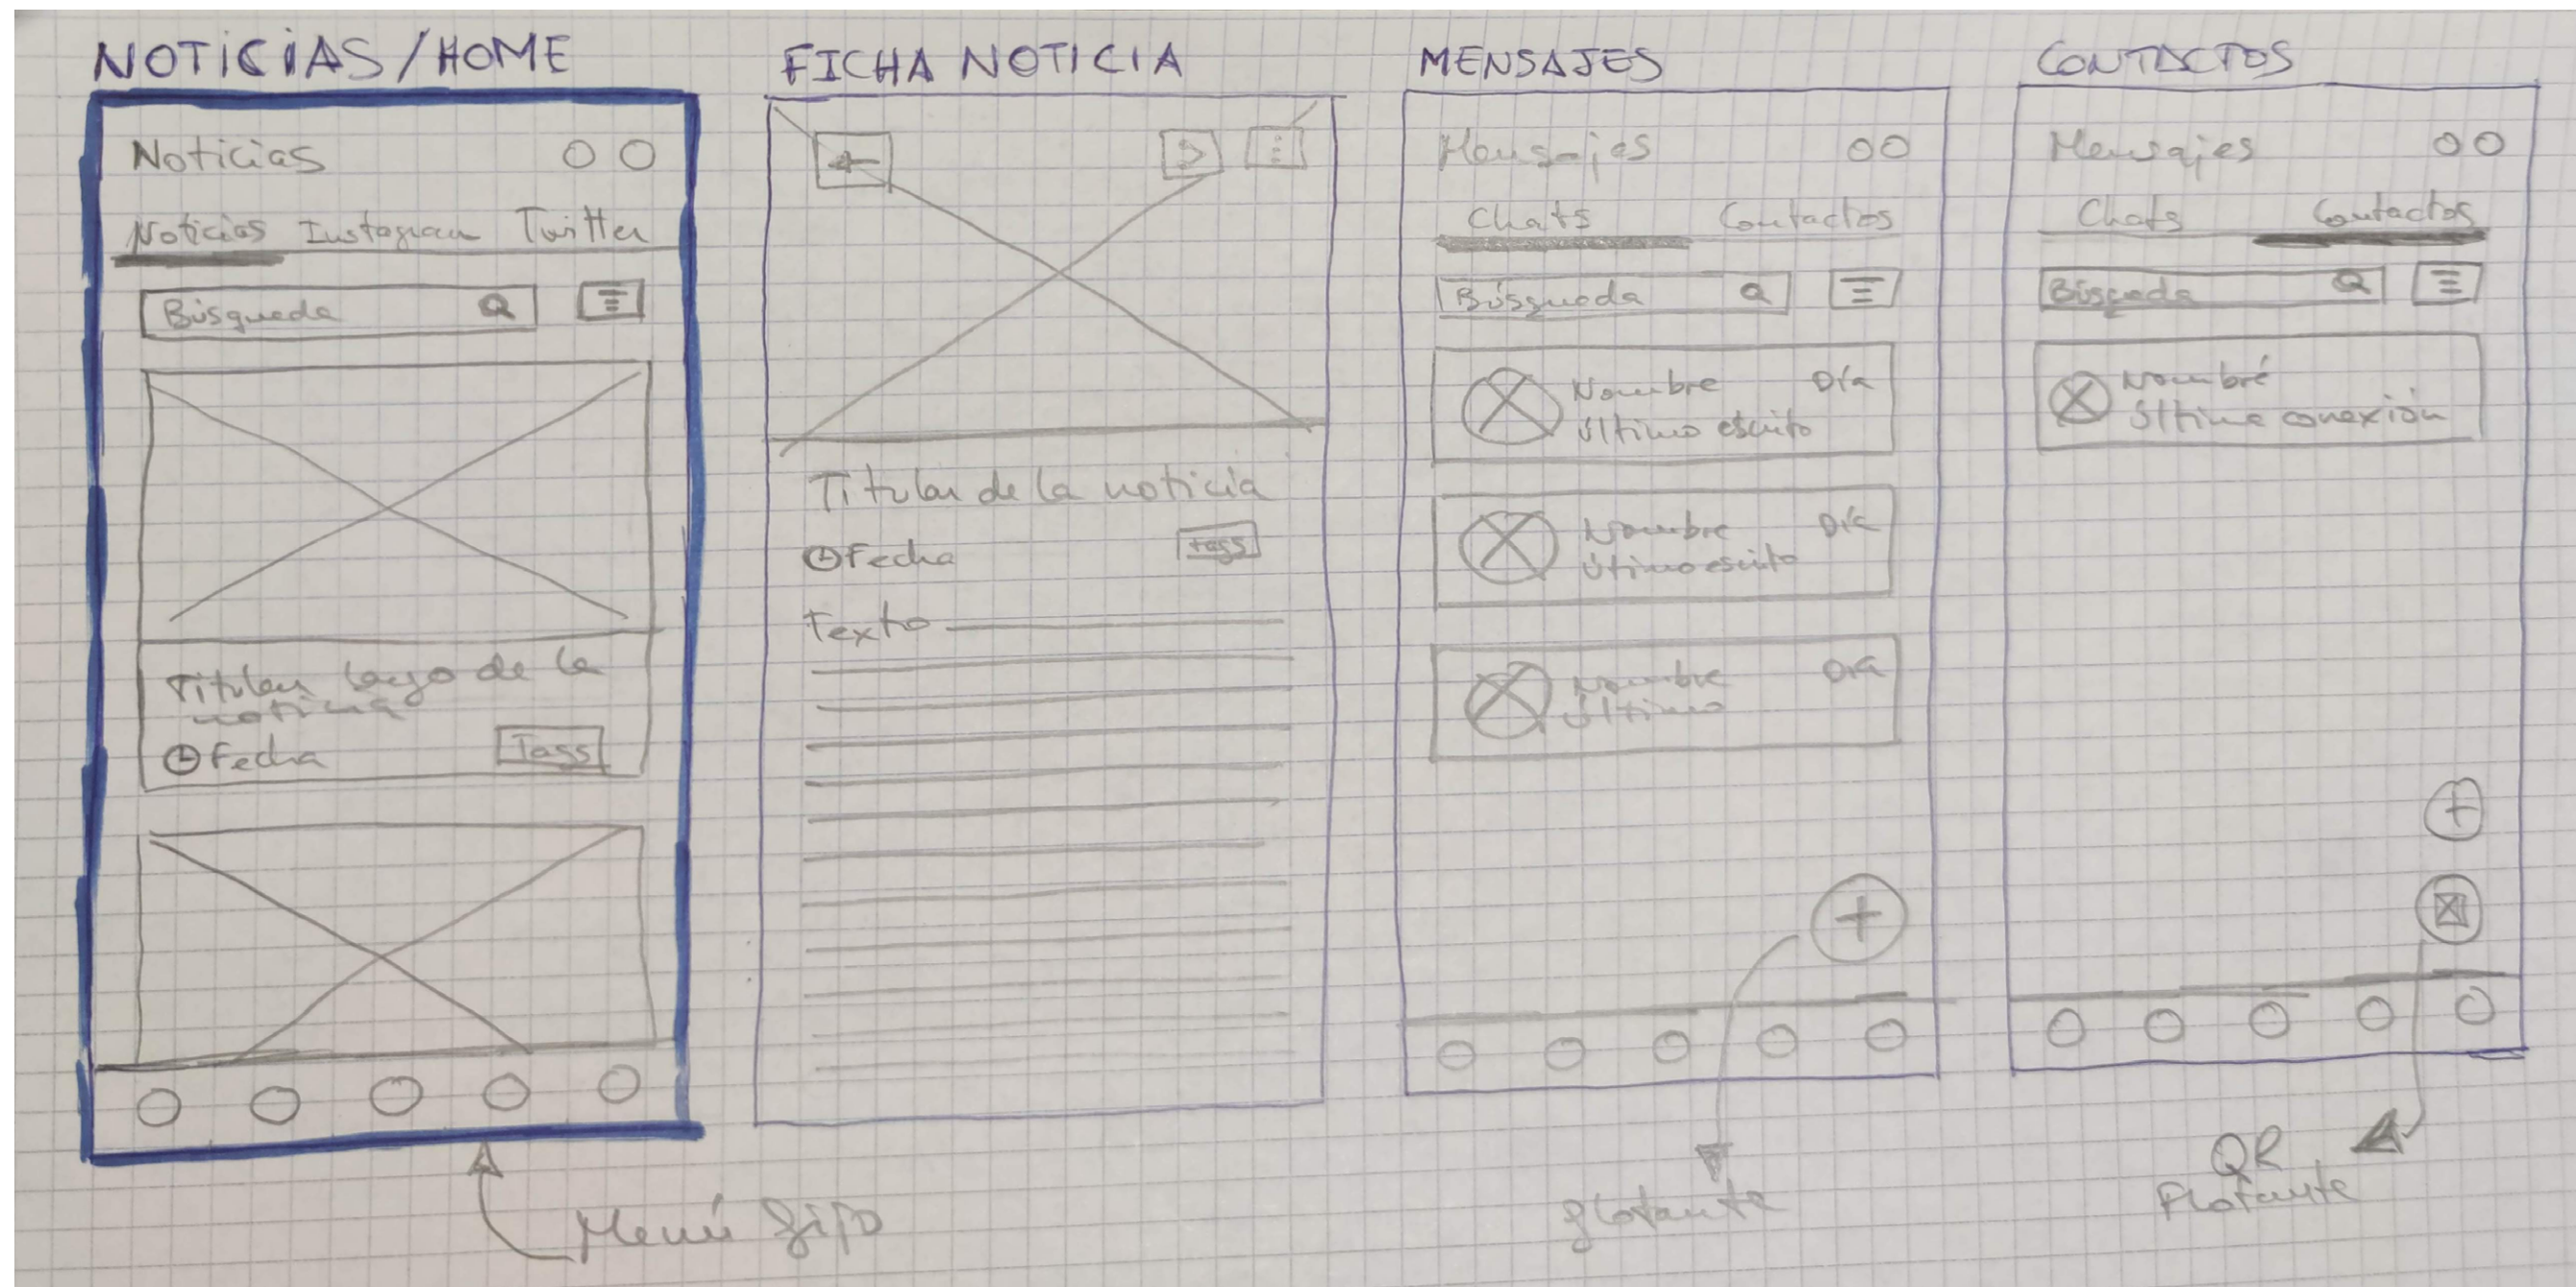 NOTICIAS/HOME
Noticias
Noticias Instagram Twitter
Búsqueda
Titular largo de la
noticia
Fecha
Tags
Menú fijo
FICHA NOTICIA
Titular de la noticia
Fecha
Tags
Texto
MENSAJES
Mensajes
Chats Contactos
Búsqueda
Nombre Día
Último escrito
Nombre Día
Útimo escrito
Nombre Día
Último
flotante
CONTACTOS
Mensajes
Chats Contactos
Nombre
Última conexión
QR
Flotante